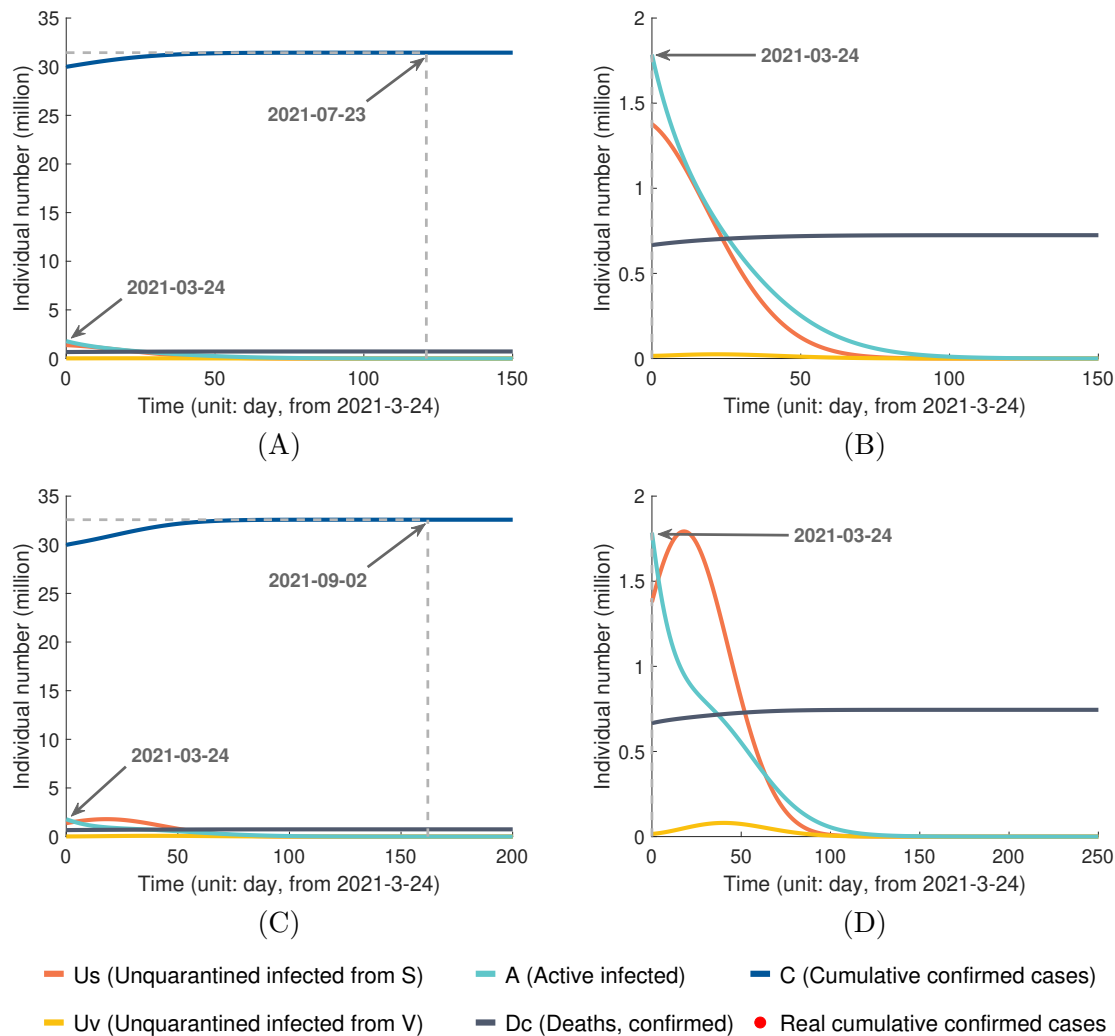 35
30
25
20
15
10
5
0
Individual number (million)
2021-07-23
2021-03-24
0 50 100 150
Time (unit: day, from 2021-3-24)
(A)
2
1.5
1
0.5
0
Individual number (million)
2021-03-24
0 50 100 150
Time (unit: day, from 2021-3-24)
(B)
35
30
25
20
15
10
5
0
Individual number (million)
2021-09-02
2021-03-24
0 50 100 150 200
Time (unit: day, from 2021-3-24)
(C)
2
1.5
1
0.5
0
Individual number (million)
2021-03-24
0 50 100 150 200 250
Time (unit: day, from 2021-3-24)
(D)
Us (Unquarantined infected from S) A (Active infected) C (Cumulative confirmed cases)
Uv (Unquarantined infected from V) Dc (Deaths, confirmed) Real cumulative confirmed cases